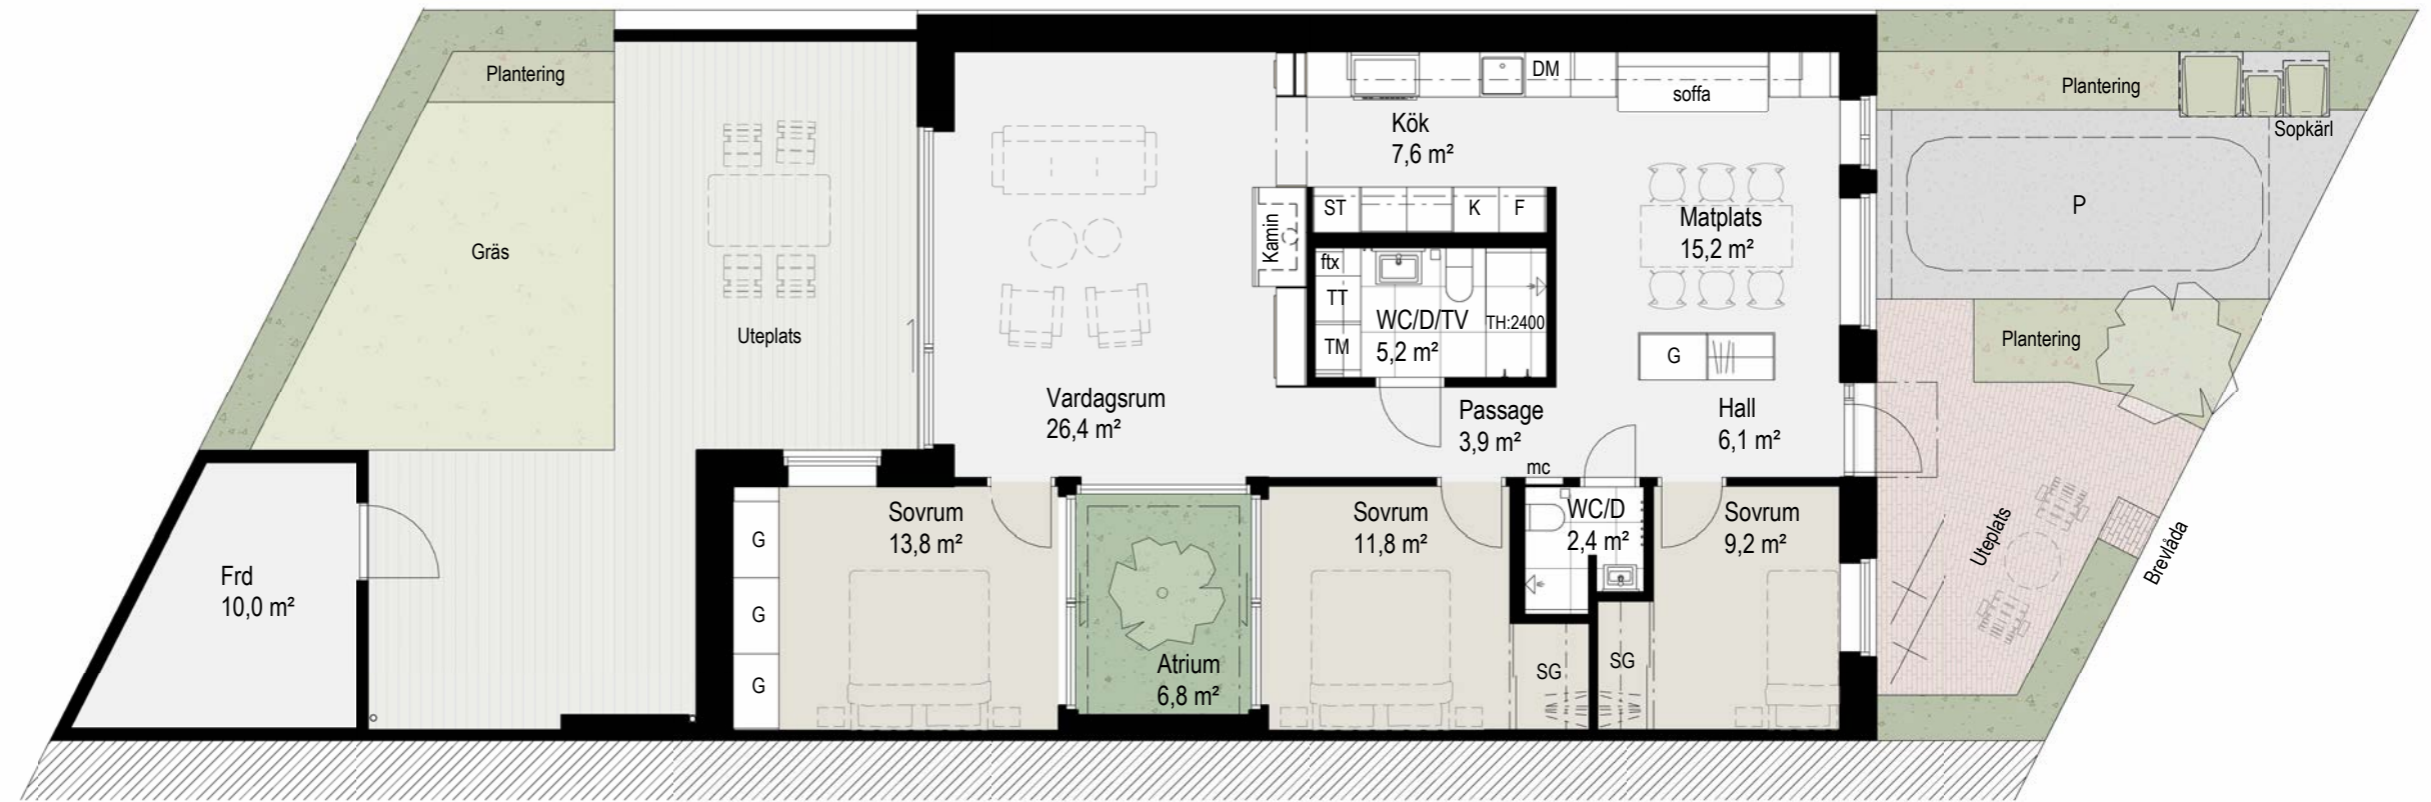 Plantering
Gräs
Uteplats
Frd
10,0 m²
Vardagsrum
26,4 m²
Kamin
DM
soffa
Kök
7,6 m²
ST
K
F
Matplats
15,2 m²
ftx
TT
TM
WC/D/TV
5,2 m²
TH:2400
G
Passage
3,9 m²
Hall
6,1 m²
mc
G
G
G
Sovrum
13,8 m²
Atrium
6,8 m²
Sovrum
11,8 m²
SG
WC/D
2,4 m²
SG
Sovrum
9,2 m²
Plantering
Sopkärl
P
Plantering
Uteplats
Brevlåda